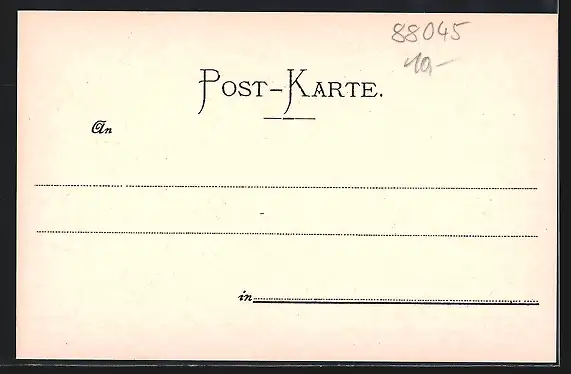 88045
10,-
POST-KARTE.
An
in